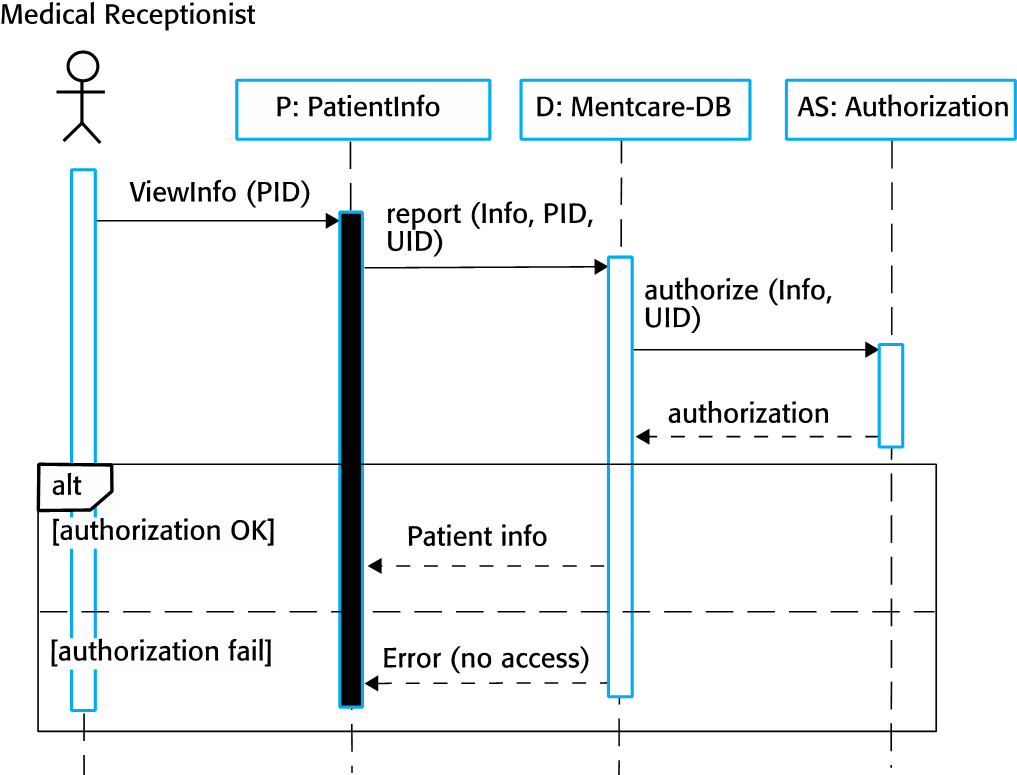 Medical Receptionist
P: PatientInfo
D: Mentcare-DB
AS: Authorization
ViewInfo (PID)
report (Info, PID,
UID)
authorize (Info,
UID)
authorization
alt
[authorization OK]
Patient info
[authorization fail]
Error (no access)